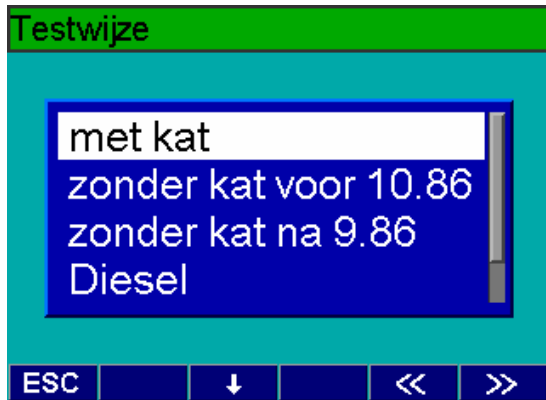 Testwijze
met kat
zonder kat voor 10.86
zonder kat na 9.86
Diesel
ESC ↓ << >>